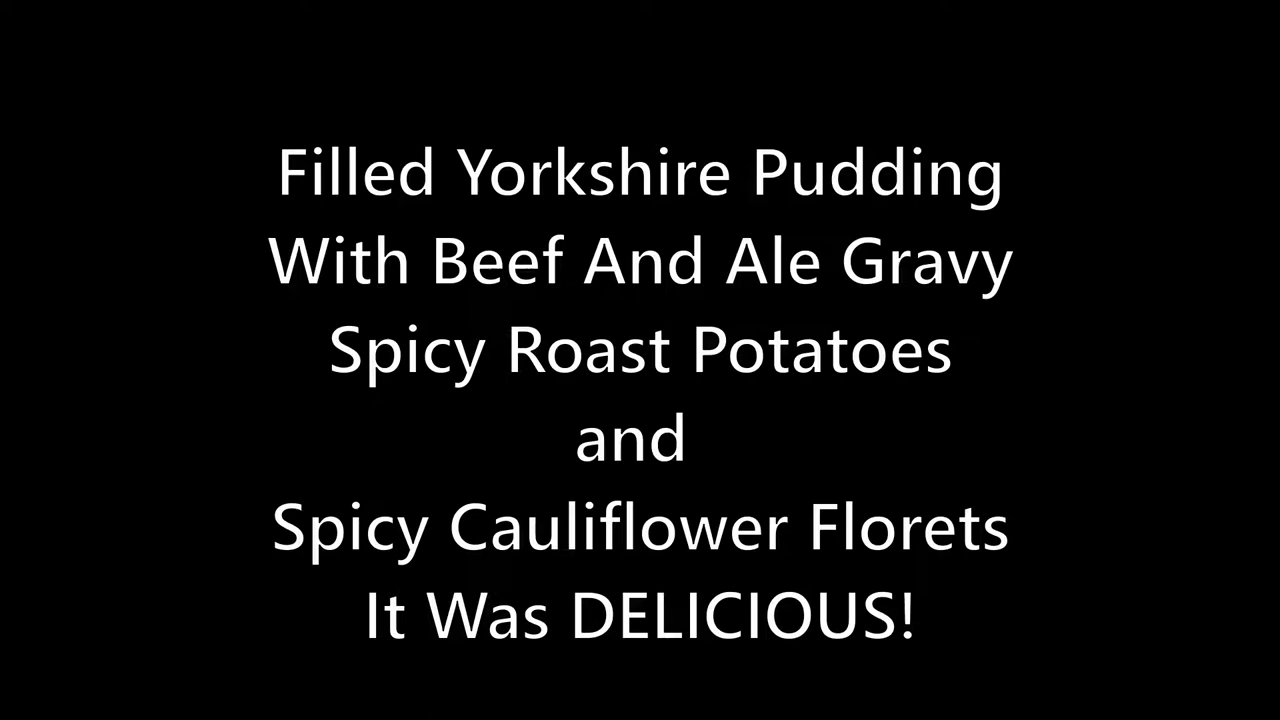 Filled Yorkshire Pudding
With Beef And Ale Gravy
Spicy Roast Potatoes
and
Spicy Cauliflower Florets
It Was DELICIOUS!